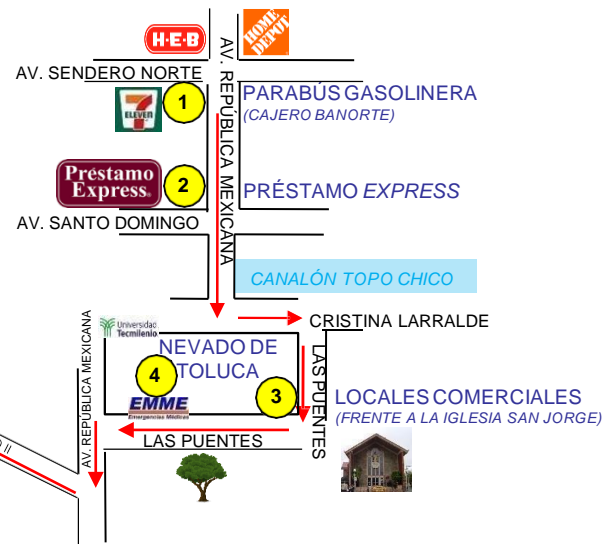 H-E-B
HOME
DEPOT
AV. SENDERO NORTE
AV. REPÚBLICA MEXICANA
7
ELEVEN
1
PARABÚS GASOLINERA
(CAJERO BANORTE)
Préstamo
Express
2
PRÉSTAMO EXPRESS
AV. SANTO DOMINGO
CANALÓN TOPO CHICO
CRISTINA LARRALDE
Universidad
Tecmilenio
AV. REPÚBLICA MEXICANA
NEVADO DE
TOLUCA
4
3
LAS PUENTES
EMME
Emergencias Médicas
LOCALES COMERCIALES
(FRENTE A LA IGLESIA SAN JORGE)
LAS PUENTES
II